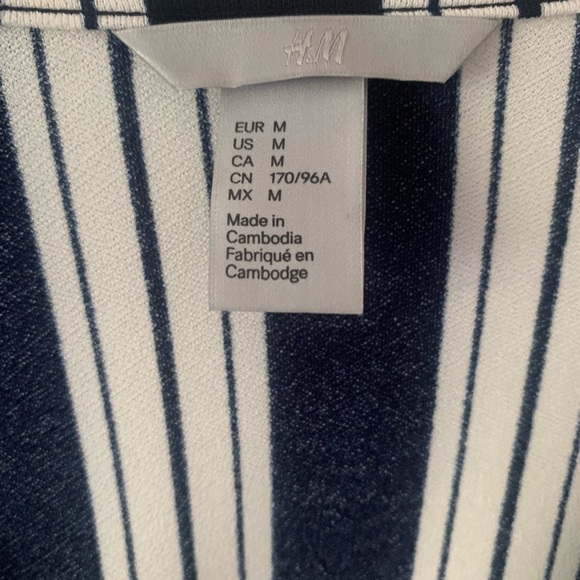 H&M
EUR M
US M
CA M
CN 170/96A
MX M
Made in
Cambodia
Fabriqué en
Cambodge